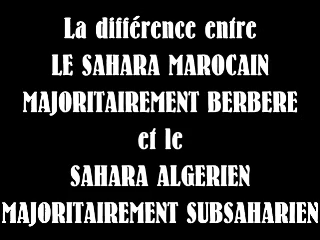 La différence entre
LE SAHARA MAROCAIN
MAJORITAIREMENT BERBERE
et le
SAHARA ALGERIEN
MAJORITAIREMENT SUBSAHARIEN